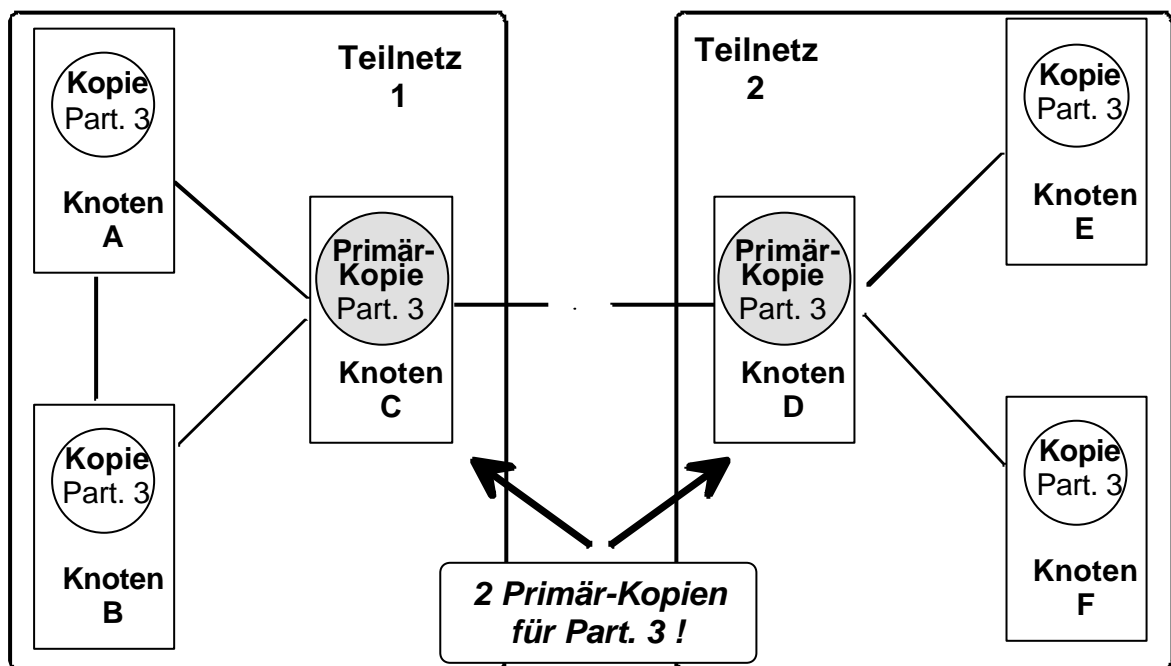 Kopie
Part. 3
Knoten
A
Teilnetz
1
Primär-
Kopie
Part. 3
Knoten
C
Kopie
Part. 3
Knoten
B
Teilnetz
2
Kopie
Part. 3
Knoten
E
Primär-
Kopie
Part. 3
Knoten
D
Kopie
Part. 3
Knoten
F
2 Primär-Kopien
für Part. 3 !